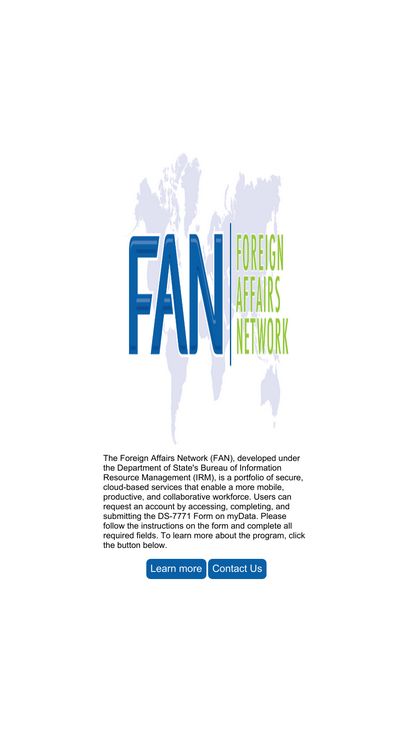 FAN
FOREIGN
AFFAIRS
NETWORK
The Foreign Affairs Network (FAN), developed under
the Department of State's Bureau of Information
Resource Management (IRM), is a portfolio of secure,
cloud-based services that enable a more mobile,
productive, and collaborative workforce. Users can
request an account by accessing, completing, and
submitting the DS-7771 Form on myData. Please
follow the instructions on the form and complete all
required fields. To learn more about the program, click
the button below.
Learn more Contact Us